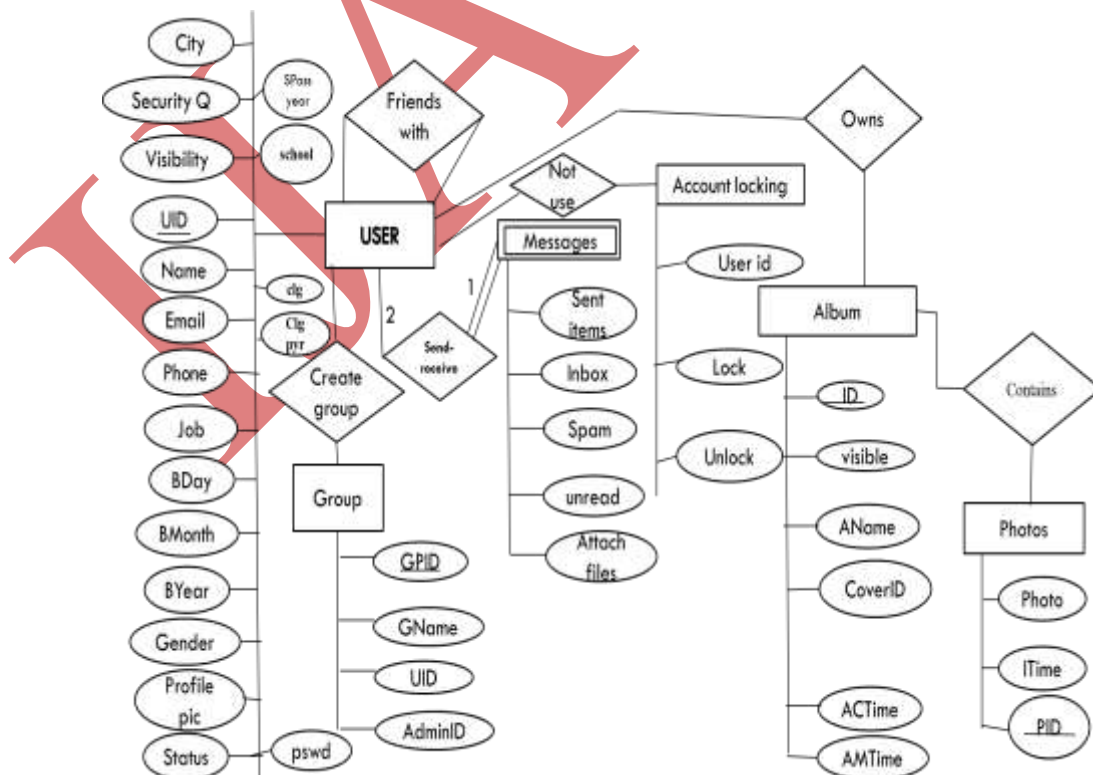 City
Security Q
SPass
year
Visibility
school
UID
Name
clg
Email
Clg
pyr
Phone
Job
BDay
BMonth
BYear
Gender
Profile
pic
Status
pswd
Friends
with
USER
Create
group
Group
GPID
GName
UID
AdminID
2
1
Send-
receive
Not
use
Messages
Sent
items
Inbox
Spam
unread
Attach
files
Account locking
User id
Lock
Unlock
Owns
Album
ID
visible
AName
CoverID
ACTime
AMTime
Contains
Photos
Photo
ITime
PID